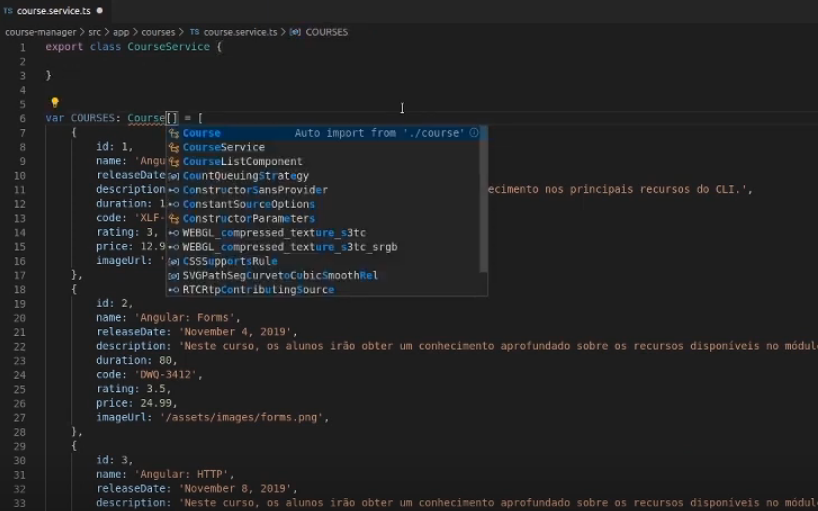 TS course.service.ts ●
course-manager > src > app > courses > TS course.service.ts > COURSES
1 export class CourseService {
2
3 }
4
5
6 var COURSES: Course[] = [
7 {
Course Auto import from './course'
8 id: 1,
CourseService
9 name: 'Angu
CourseListComponent
10 releaseDate
CountQueuingStrategy
11 description
ConstructorSansProvider
ecimento nos principais recursos do CLI.',
12 duration: 1
ConstantSourceOptions
13 code: 'XLF-
ConstructorParameters
14 rating: 3,
WEBGL_compressed_texture_s3tc
15 price: 12.9
WEBGL_compressed_texture_s3tc_srgb
16 imageUrl: '
CSSSupportsRule
17 },
SVGPathSegCurvetoCubicSmoothRel
18 {
RTCRtpContributingSource
19 id: 2,
20 name: 'Angular: Forms',
21 releaseDate: 'November 4, 2019',
22 description: 'Neste curso, os alunos irão obter um conhecimento aprofundado sobre os recursos disponíveis no módul
23 duration: 80,
24 code: 'DWQ-3412',
25 rating: 3.5,
26 price: 24.99,
27 imageUrl: '/assets/images/forms.png',
28 },
29 {
30 id: 3,
31 name: 'Angular: HTTP',
32 releaseDate: 'November 8, 2019',
33 description: 'Neste curso, os alunos irão obter um conhecimento aprofundado sobre os recursos disponíveis no módul